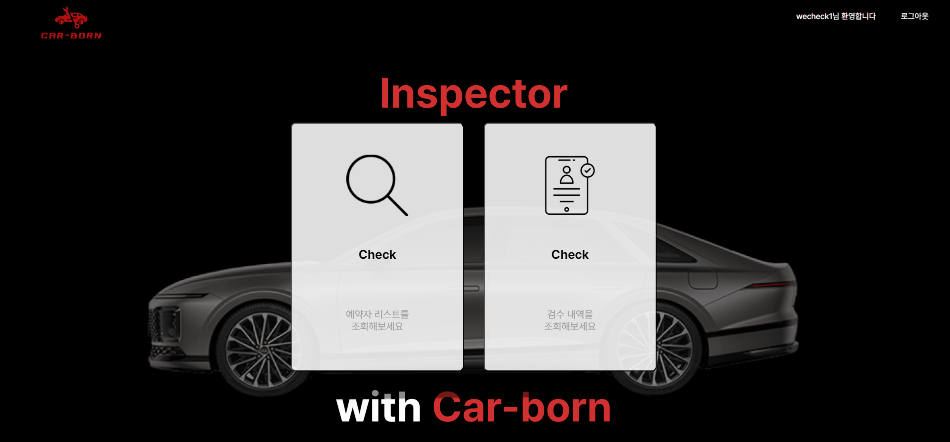 CAR-BORN
wecheck1님 환영합니다
로그아웃
Inspector
Check
예약자 리스트를
조회해보세요
Check
검수 내역을
조회해보세요
with Car-born